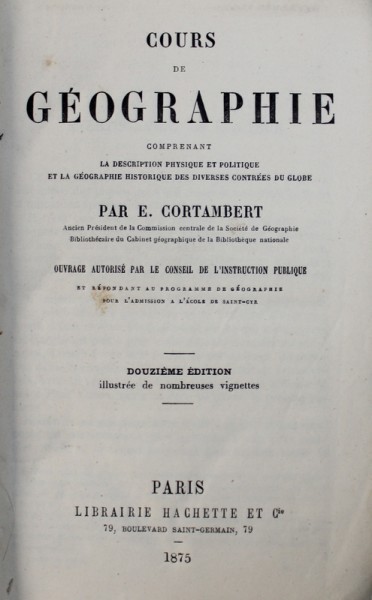 COURS
DE
GÉOGRAPHIE
COMPRENANT
LA DESCRIPTION PHYSIQUE ET POLITIQUE
ET LA GÉOGRAPHIE HISTORIQUE DES DIVERSES CONTRÉES DU GLOBE
PAR E. CORTAMBERT
Ancien Président de la Commission centrale de la Société de Géographie
Bibliothécaire du Cabinet géographique de la Bibliothèque nationale
OUVRAGE AUTORISÉ PAR LE CONSEIL DE L'INSTRUCTION PUBLIQUE
ET RÉPONDANT AU PROGRAMME DE GÉOGRAPHIE
POUR L'ADMISSION A L'ÉCOLE DE SAINT-CYR
DOUZIÈME ÉDITION
illustrée de nombreuses vignettes
PARIS
LIBRAIRIE HACHETTE ET Cie
79, BOULEVARD SAINT-GERMAIN, 79
1875